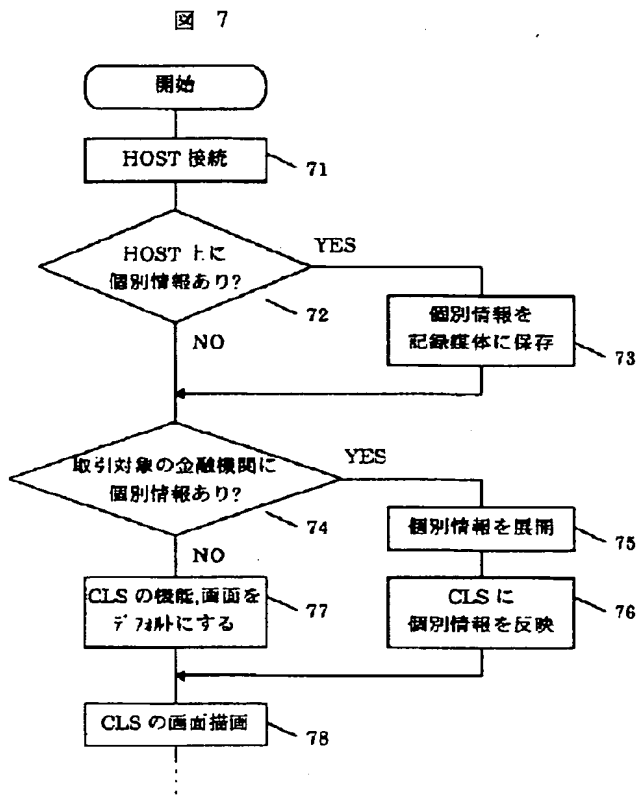 図 7
開始
HOST 接続
71
HOST 上に
個別情報あり?
YES
72
NO
個別情報を
記録媒体に保存
73
取引対象の金融機関に
個別情報あり?
YES
74
NO
個別情報を展開
75
CLS の機能,画面を
デフォルトにする
77
CLS に
個別情報を反映
76
CLS の画面描画
78